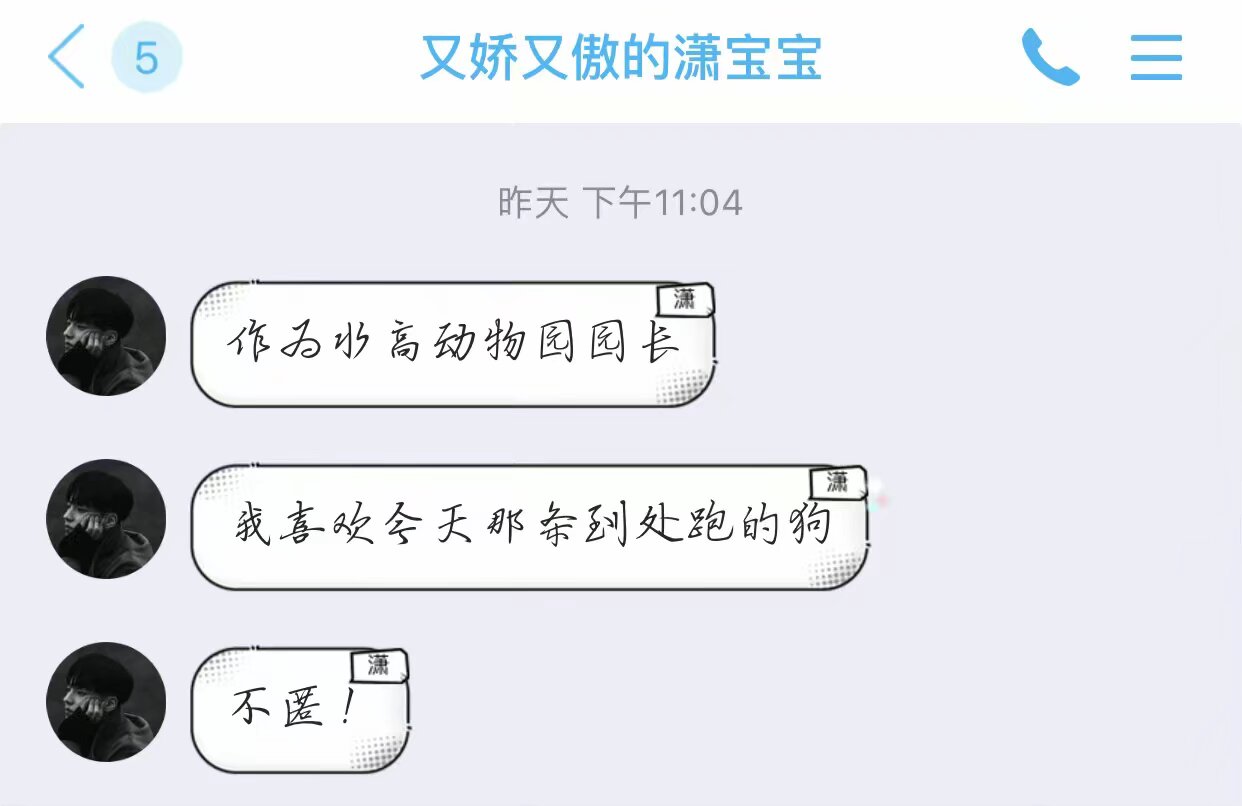 5
又娇又傲的潇宝宝
昨天 下午11:04
潇
作为水高动物园园长
潇
我喜欢今天那条到处跑的狗
潇
不匿！